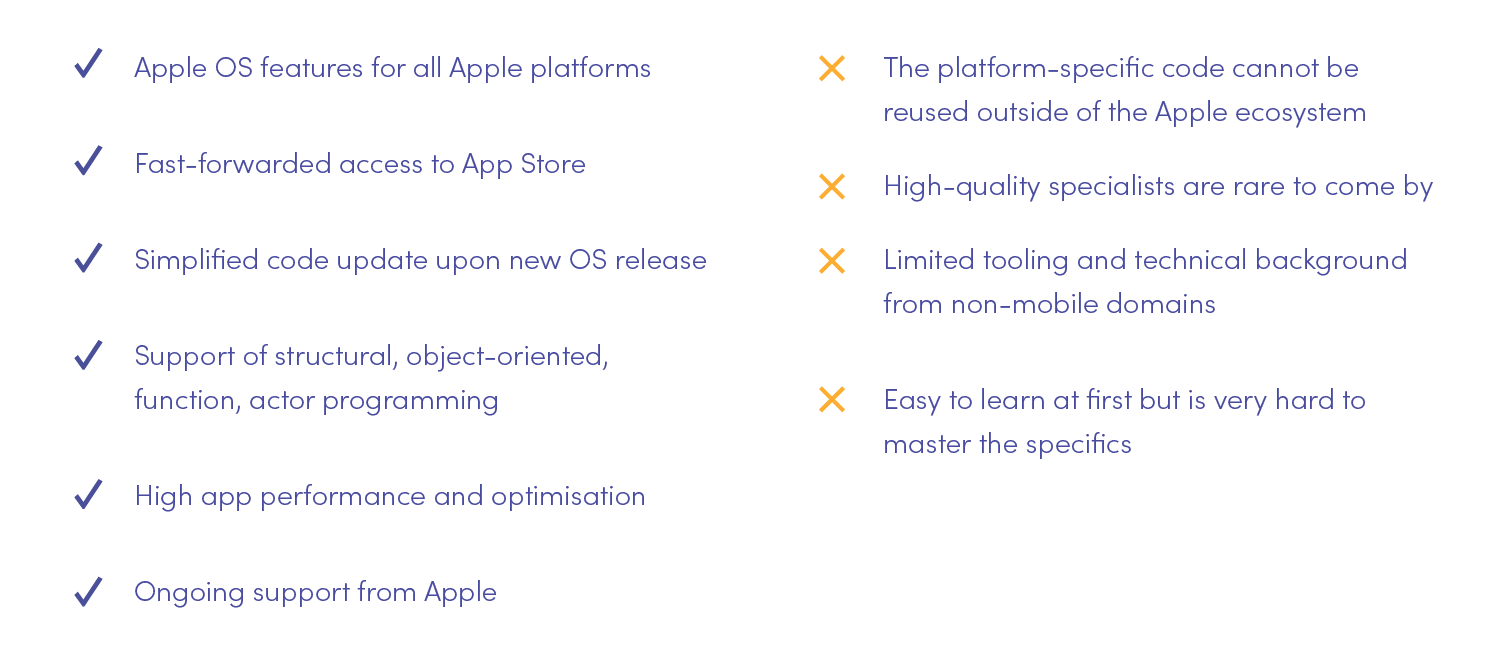 Apple OS features for all Apple platforms
Fast-forwarded access to App Store
Simplified code update upon new OS release
Support of structural, object-oriented,
function, actor programming
High app performance and optimisation
Ongoing support from Apple
The platform-specific code cannot be
reused outside of the Apple ecosystem
High-quality specialists are rare to come by
Limited tooling and technical background
from non-mobile domains
Easy to learn at first but is very hard to
master the specifics